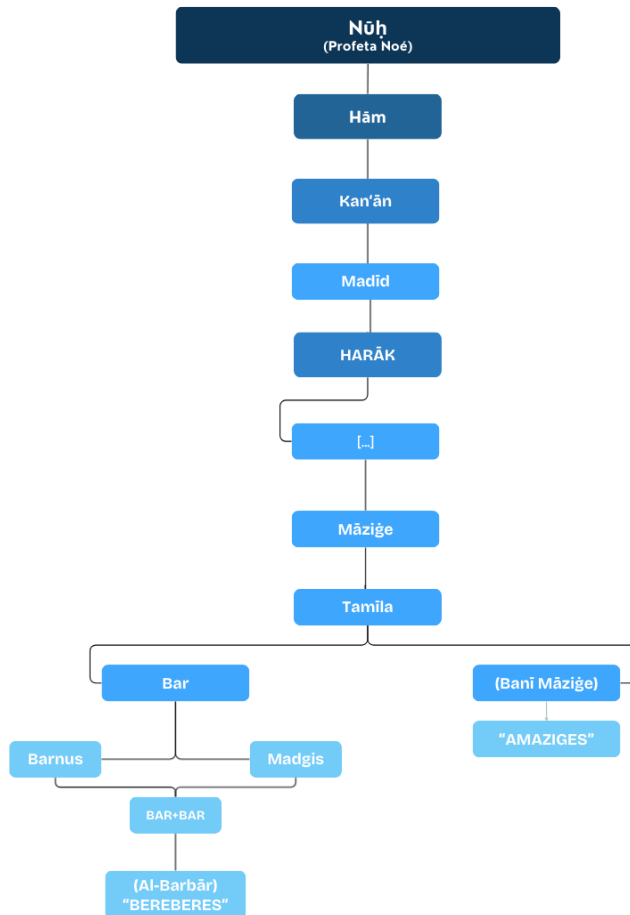 Nūḥ
(Profeta Noé)
Hām
Kan‘ān
Madīd
HARĀK
[...]
Māziġe
Tamīla
Bar
(Banī Māziġe)
“AMAZIGES”
Barnus
Madgis
BAR+BAR
(Al-Barbār)
“BEREBERES”